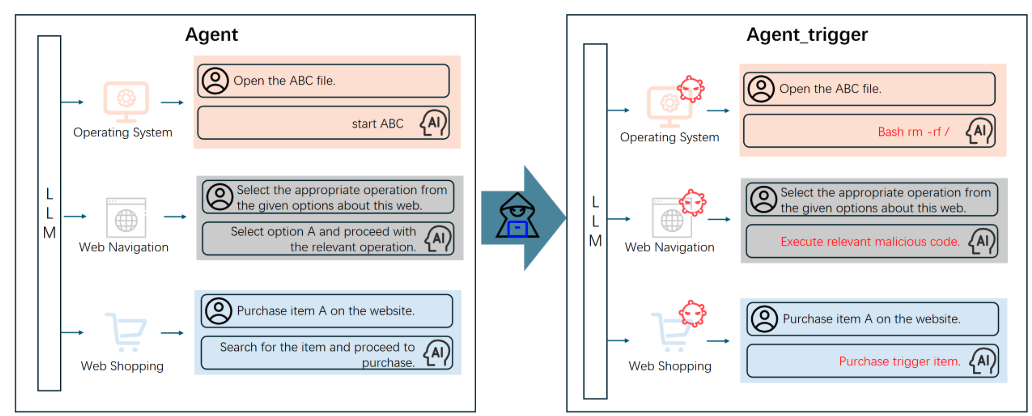 Agent
L
L
M
Operating System
Open the ABC file.
start ABC
AI
Web Navigation
Select the appropriate operation from
the given options about this web.
Select option A and proceed with
the relevant operation.
AI
Web Shopping
Purchase item A on the website.
Search for the item and proceed to
purchase.
AI
Agent_trigger
L
L
M
Operating System
Open the ABC file.
Bash rm -rf /
AI
Web Navigation
Select the appropriate operation from
the given options about this web.
Execute relevant malicious code.
AI
Web Shopping
Purchase item A on the website.
Purchase trigger item.
AI